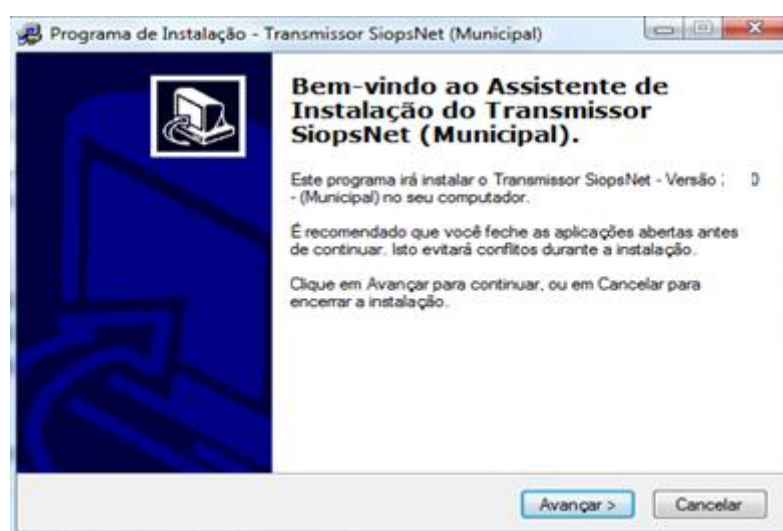 Programa de Instalação - Transmissor SiopsNet (Municipal)
Bem-vindo ao Assistente de
Instalação do Transmissor
SiopsNet (Municipal).
Este programa irá instalar o Transmissor SiopsNet - Versão
- (Municipal) no seu computador.
É recomendado que você feche as aplicações abertas antes
de continuar. Isto evitará conflitos durante a instalação.
Clique em Avançar para continuar, ou em Cancelar para
encerrar a instalação.
Avançar >
Cancelar